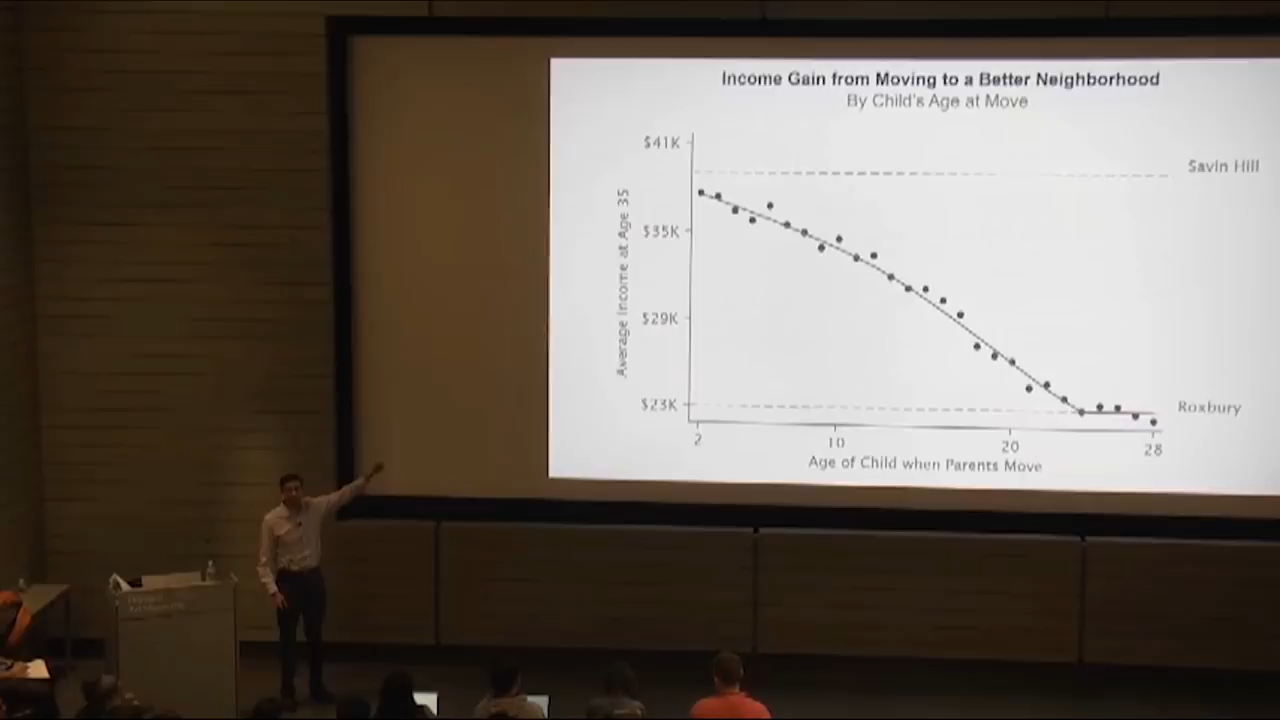 Income Gain from Moving to a Better Neighborhood
By Child's Age at Move
$41K
Savin Hill
$35K
Average Income at Age 35
$29K
$23K
Roxbury
2
10
20
28
Age of Child when Parents Move